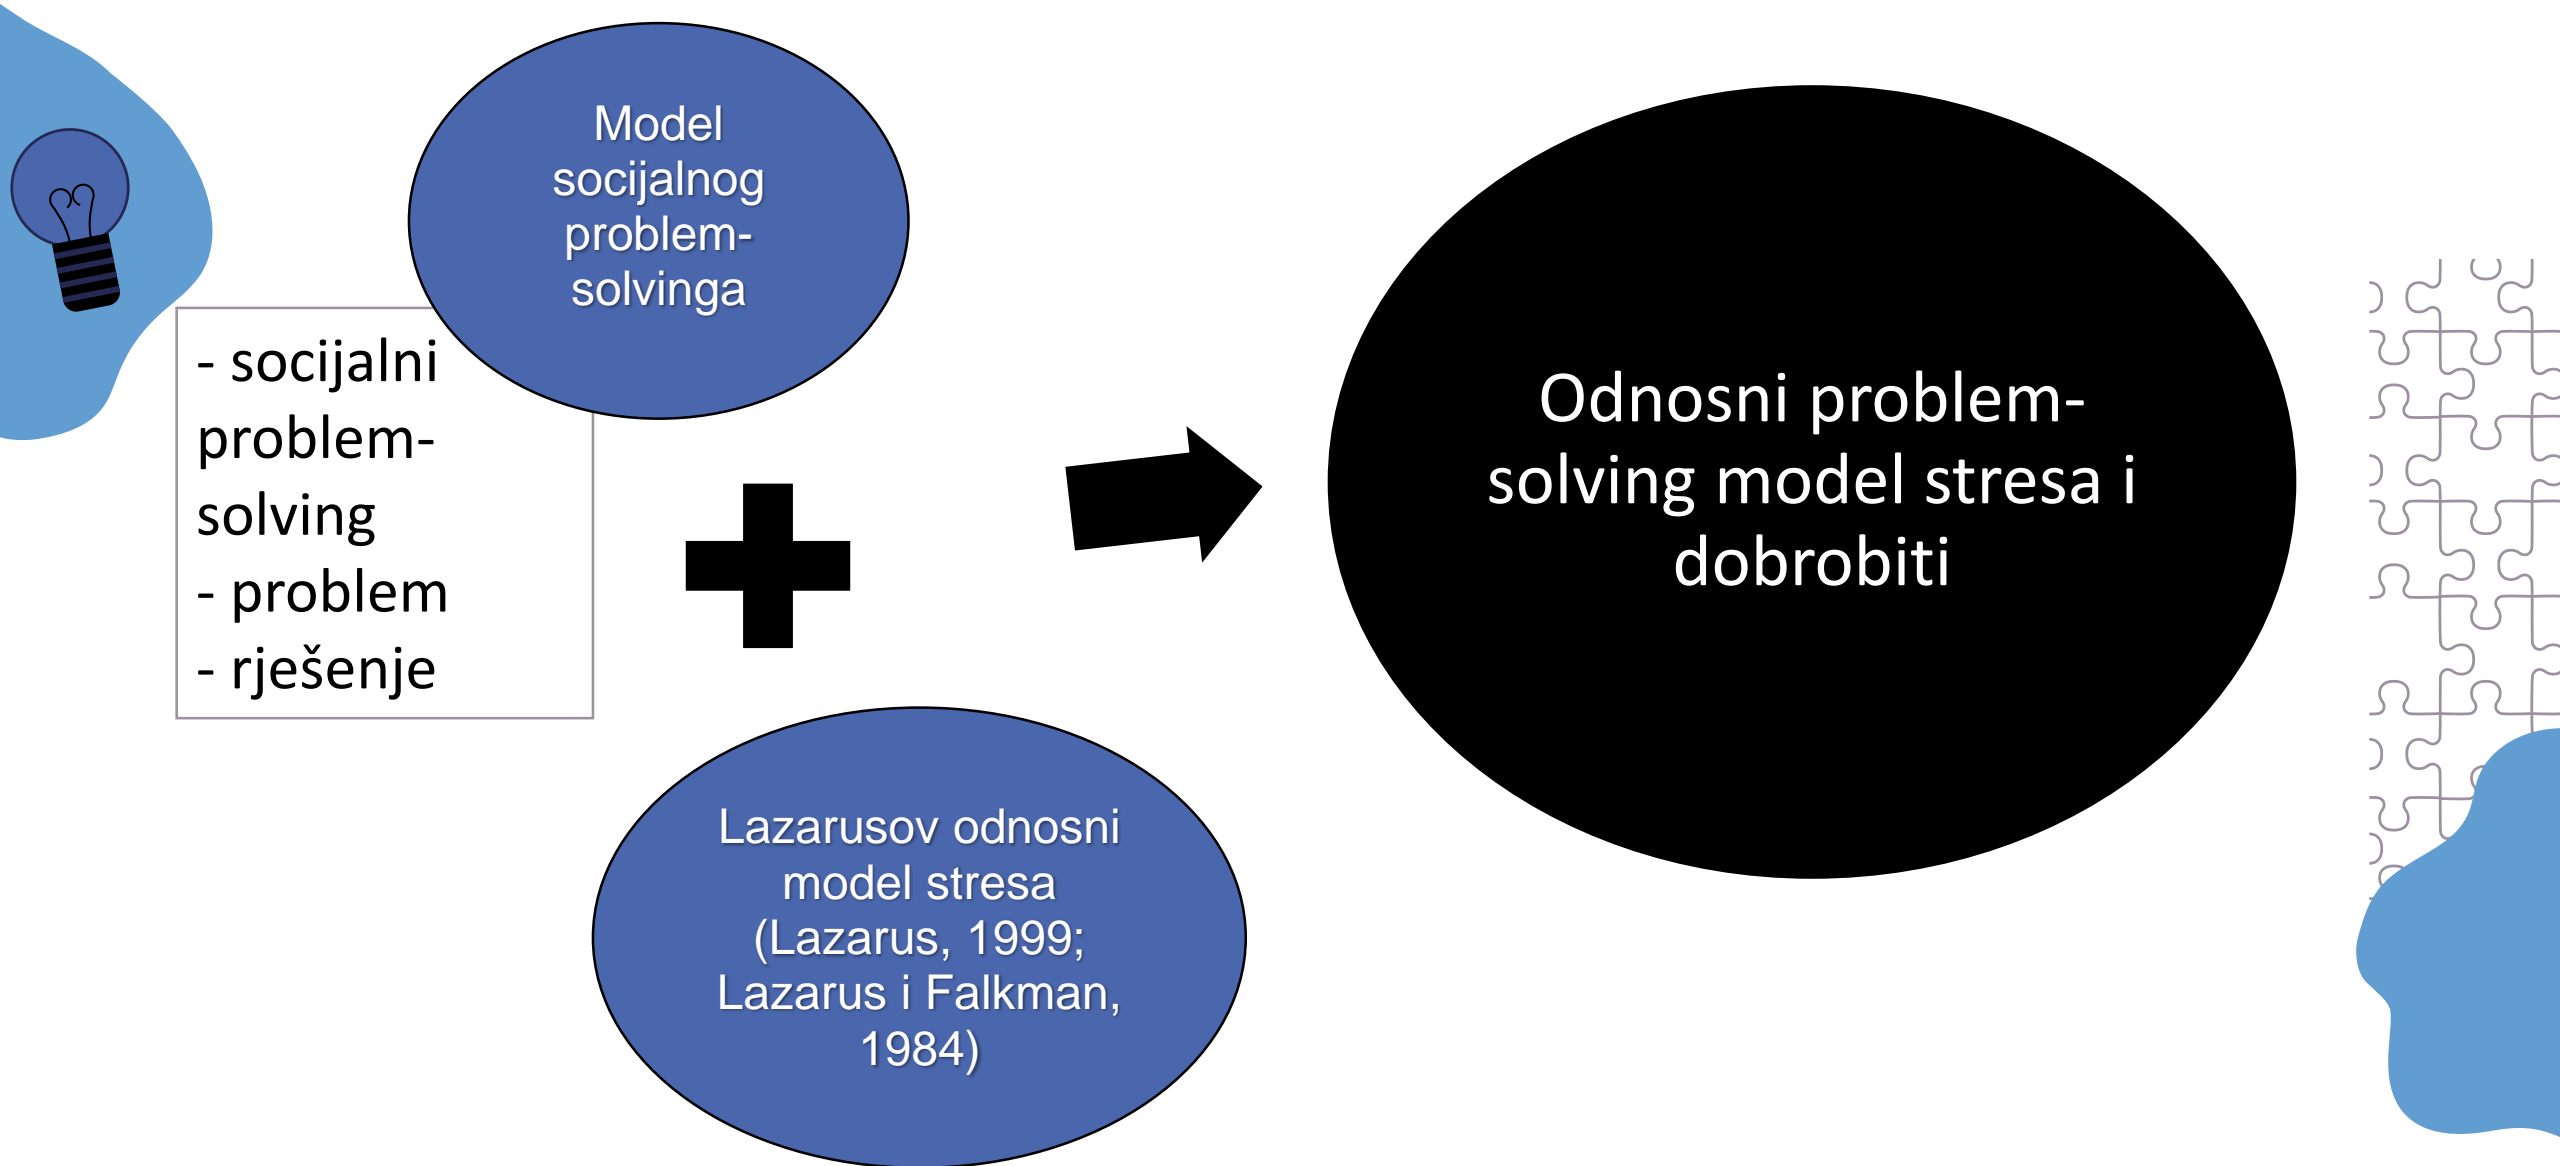 Model
socijalnog
problem-
solvinga
- socijalni
problem-
solving
- problem
- rješenje
Lazarusov odnosni
model stresa
(Lazarus, 1999;
Lazarus i Falkman,
1984)
Odnosni problem-
solving model stresa i
dobrobiti